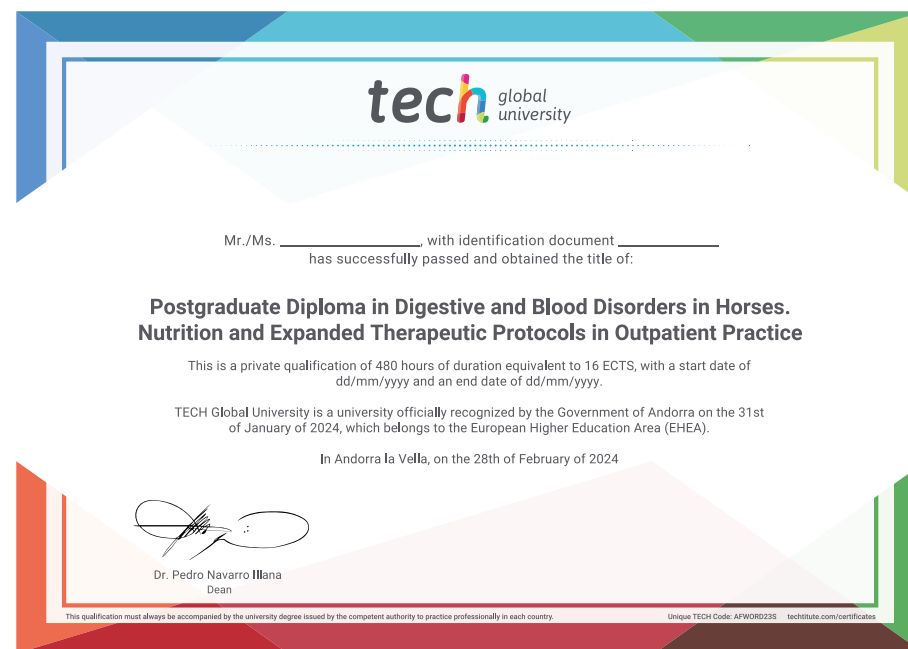 tech global university
Mr./Ms. ____________________, with identification document ______________
has successfully passed and obtained the title of:
Postgraduate Diploma in Digestive and Blood Disorders in Horses.
Nutrition and Expanded Therapeutic Protocols in Outpatient Practice
This is a private qualification of 480 hours of duration equivalent to 16 ECTS, with a start date of
dd/mm/yyyy and an end date of dd/mm/yyyy.
TECH Global University is a university officially recognized by the Government of Andorra on the 31st
of January of 2024, which belongs to the European Higher Education Area (EHEA).
In Andorra la Vella, on the 28th of February of 2024
Dr. Pedro Navarro Illana
Dean
This qualification must always be accompanied by the university degree issued by the competent authority to practice professionally in each country.
Unique TECH Code: AFWORD23S techtitute.com/certificates